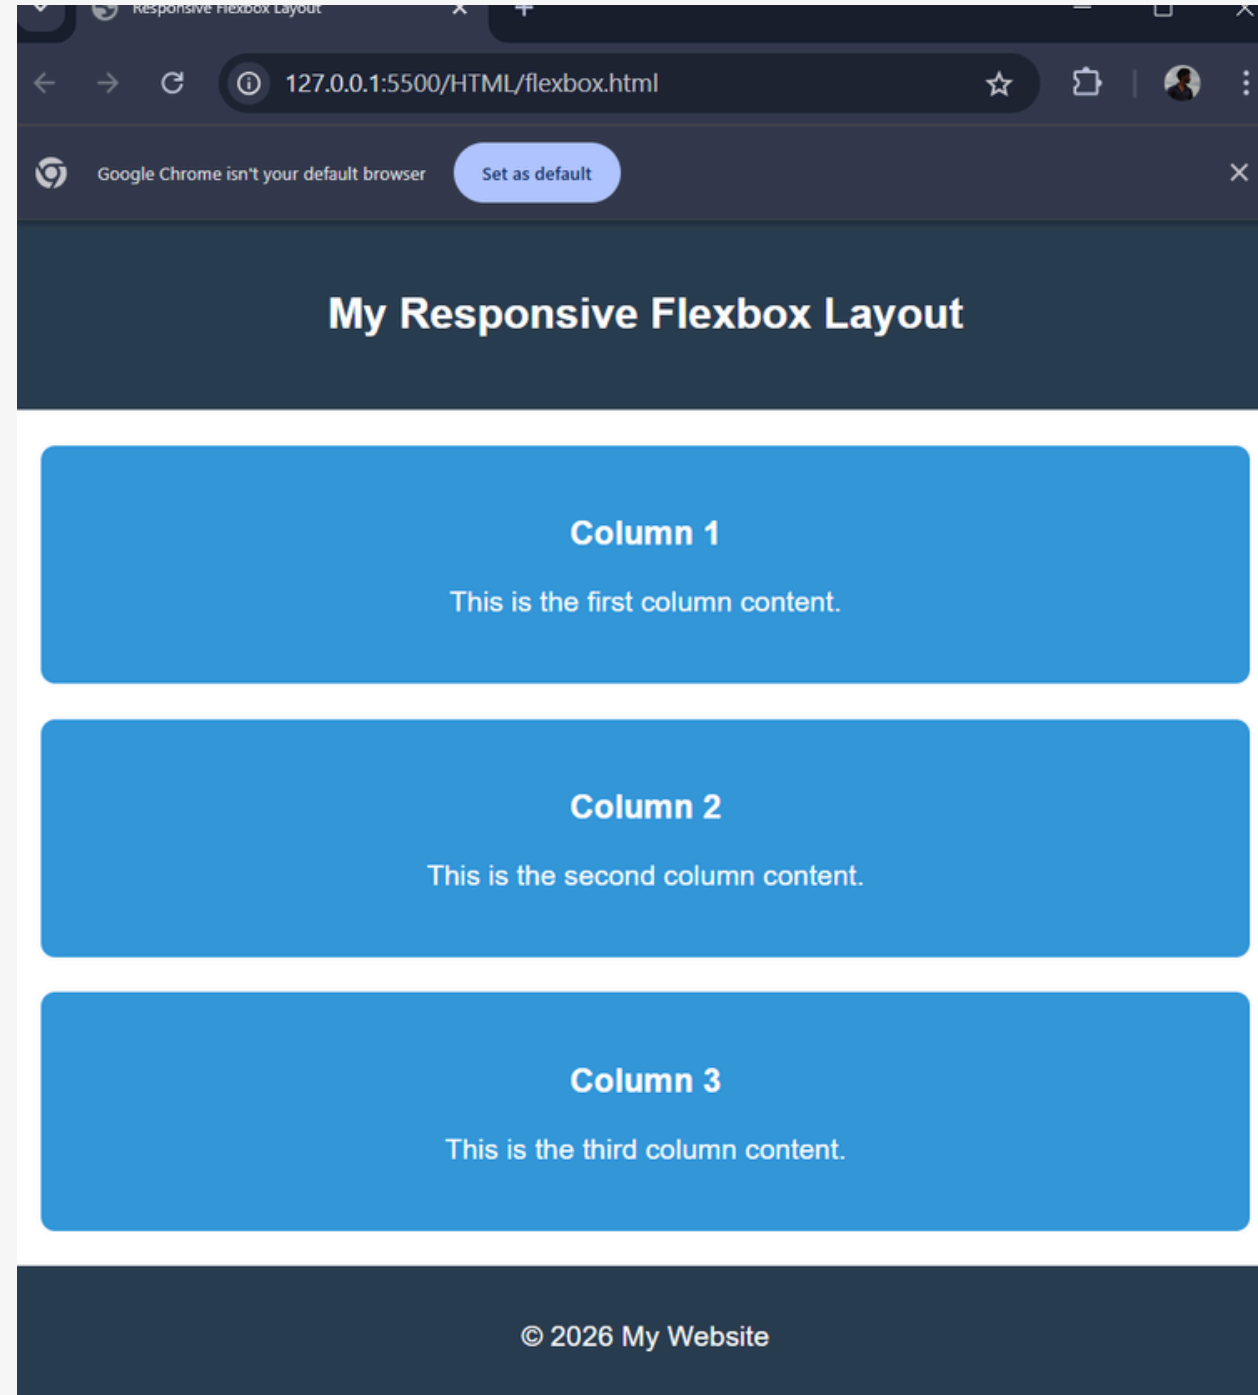 Responsive Flexbox Layout
127.0.0.1:5500/HTML/flexbox.html
Google Chrome isn't your default browser Set as default
My Responsive Flexbox Layout
Column 1
This is the first column content.
Column 2
This is the second column content.
Column 3
This is the third column content.
© 2026 My Website